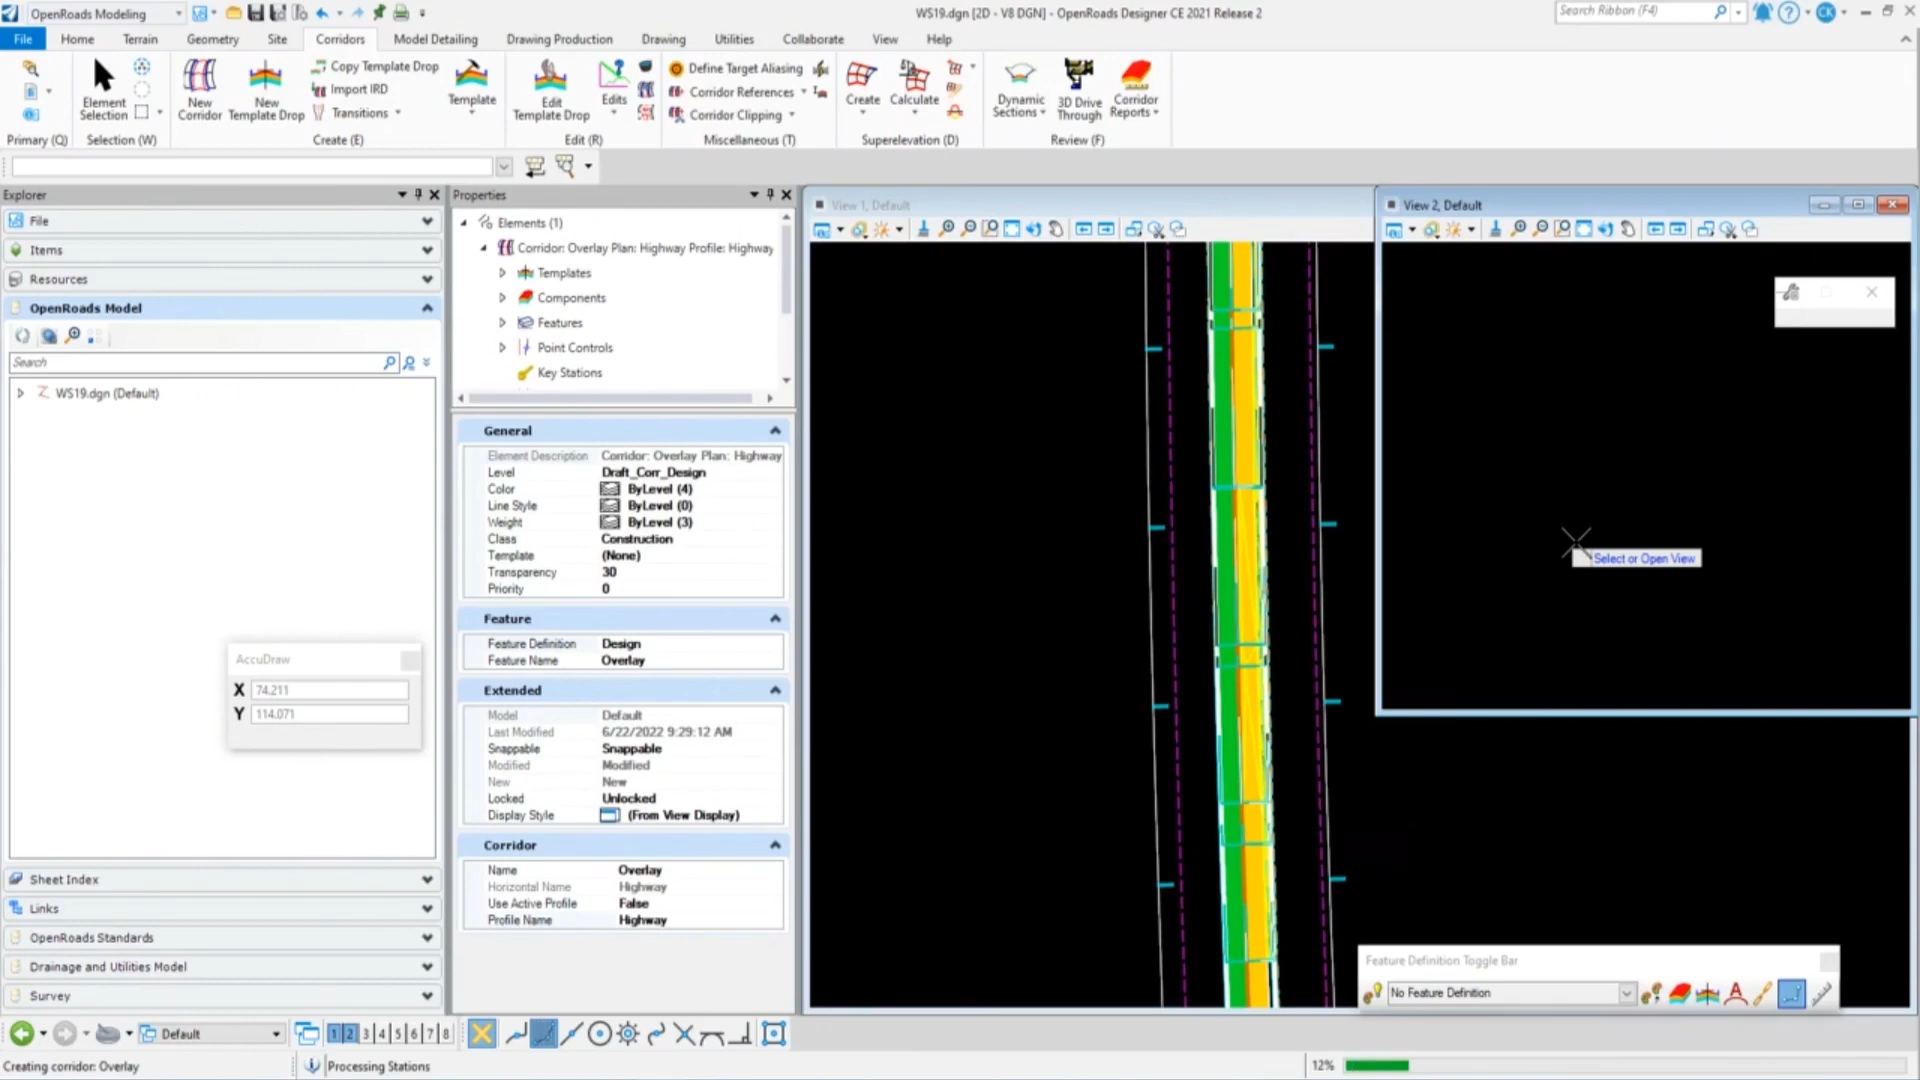 OpenRoads Modeling
WS19.dgn [2D - V8 DGN] - OpenRoads Designer CE 2021 Release 2
Search Ribbon (F4)
CK
File
Home
Terrain
Geometry
Site
Corridors
Model Detailing
Drawing Production
Drawing
Utilities
Collaborate
View
Help
Element
Selection
New
Corridor
New
Template Drop
Copy Template Drop
Import IRD
Transitions
Template
Edit
Template Drop
Edits
Define Target Aliasing
Corridor References
Corridor Clipping
Create
Calculate
Dynamic
Sections
3D Drive
Through
Corridor
Reports
Primary (Q)
Selection (W)
Create (E)
Edit (R)
Miscellaneous (T)
Superelevation (D)
Review (F)
Explorer
File
Items
Resources
OpenRoads Model
Search
WS19.dgn (Default)
AccuDraw
X 74.211
Y 114.071
Sheet Index
Links
OpenRoads Standards
Drainage and Utilities Model
Survey
Properties
Elements (1)
Corridor: Overlay Plan: Highway Profile: Highway
Templates
Components
Features
Point Controls
Key Stations
General
Element Description Corridor: Overlay Plan: Highway
Level Draft_Corr_Design
Color ByLevel (4)
Line Style ByLevel (0)
Weight ByLevel (3)
Class Construction
Template (None)
Transparency 30
Priority 0
Feature
Feature Definition Design
Feature Name Overlay
Extended
Model Default
Last Modified 6/22/2022 9:29:12 AM
Snappable Snappable
Modified Modified
New New
Locked Unlocked
Display Style (From View Display)
Corridor
Name Overlay
Horizontal Name Highway
Use Active Profile False
Profile Name Highway
View 1, Default
View 2, Default
Select or Open View
Feature Definition Toggle Bar
No Feature Definition
Default
1 2 3 4 5 6 7 8
Creating corridor: Overlay
Processing Stations
12%